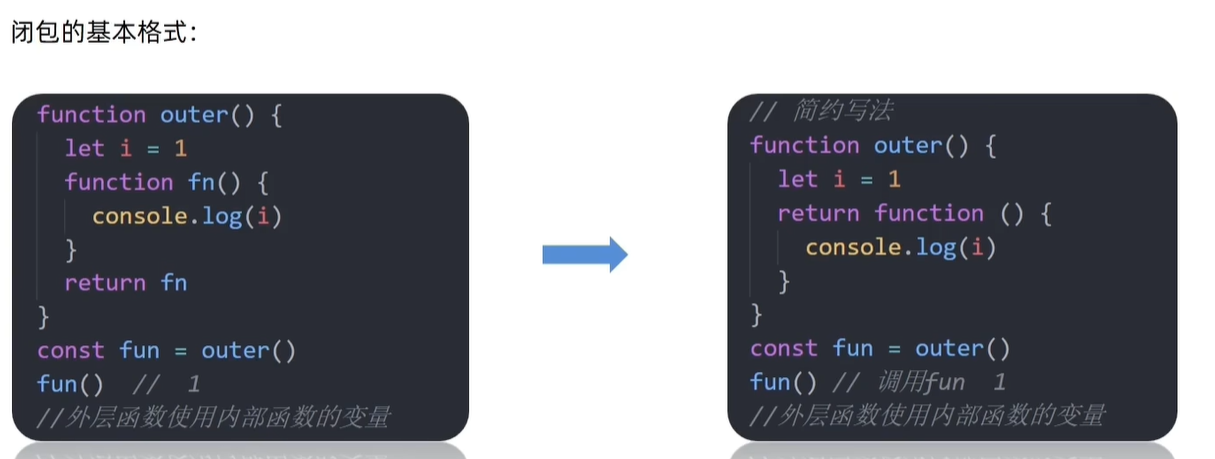 闭包的基本格式：
function outer() {
let i = 1
function fn() {
console.log(i)
}
return fn
}
const fun = outer()
fun() // 1
//外层函数使用内部函数的变量
// 简约写法
function outer() {
let i = 1
return function () {
console.log(i)
}
}
const fun = outer()
fun() // 调用fun 1
//外层函数使用内部函数的变量